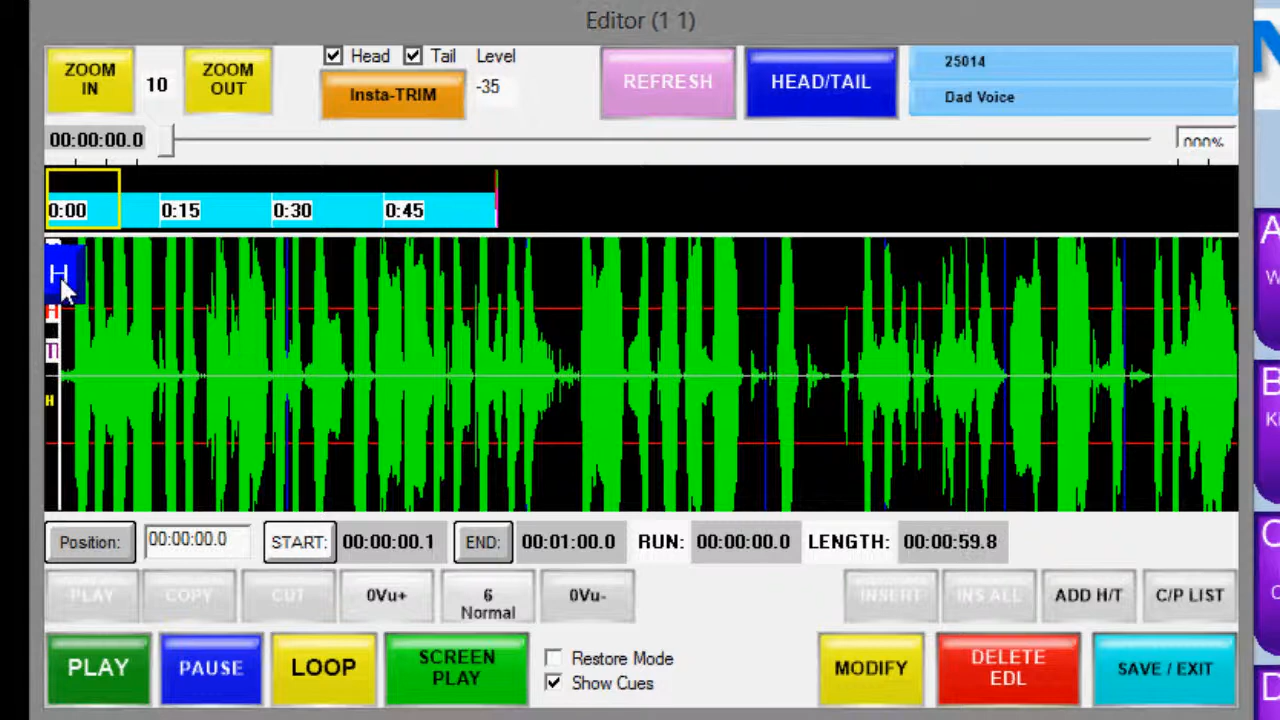 Editor (1 1)
ZOOM IN
10
ZOOM OUT
Head
Tail
Level
Insta-TRIM
-35
REFRESH
HEAD/TAIL
25014
Dad Voice
00:00:00.0
000%
0:00
0:15
0:30
0:45
H
H
T
H
Position:
00:00:00.0
START:
00:00:00.1
END:
00:01:00.0
RUN:
00:00:00.0
LENGTH:
00:00:59.8
PLAY
COPY
CUT
0Vu+
6
Normal
0Vu-
INSERT
INS ALL
ADD H/T
C/P LIST
PLAY
PAUSE
LOOP
SCREEN
PLAY
Restore Mode
Show Cues
MODIFY
DELETE
EDL
SAVE / EXIT
A
B
C
D